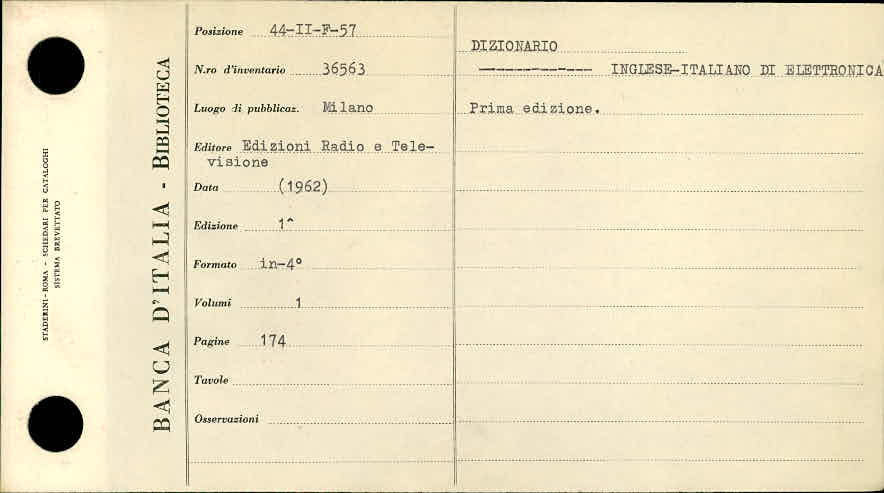 STADERINI - ROMA - SCHEDARI PER CATALOGHI
SISTEMA BREVETTATO
BANCA D'ITALIA - BIBLIOTECA
Posizione 44-II-F-57
N.ro d'inventario 36563
Luogo di pubblicaz. Milano
Editore Edizioni Radio e Tele-
visione
Data (1962)
Edizione 1^
Formato in-4°
Volumi 1
Pagine 174
Tavole
Osservazioni
DIZIONARIO
------------- INGLESE-ITALIANO DI ELETTRONICA
Prima edizione.